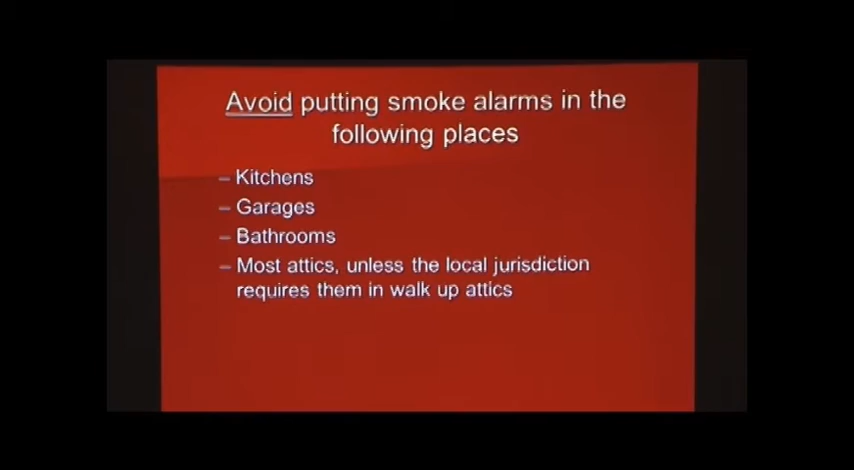 Avoid putting smoke alarms in the
following places
– Kitchens
– Garages
– Bathrooms
– Most attics, unless the local jurisdiction
requires them in walk up attics